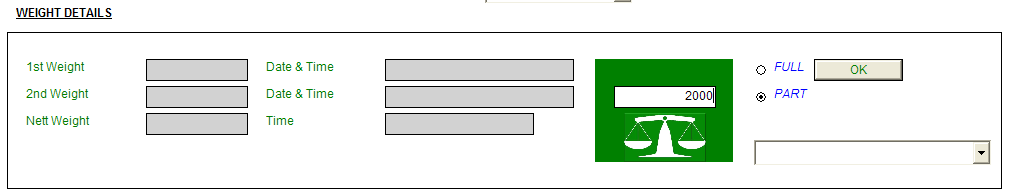 WEIGHT DETAILS
1st Weight Date & Time FULL OK
2nd Weight Date & Time 2000 PART
Nett Weight Time